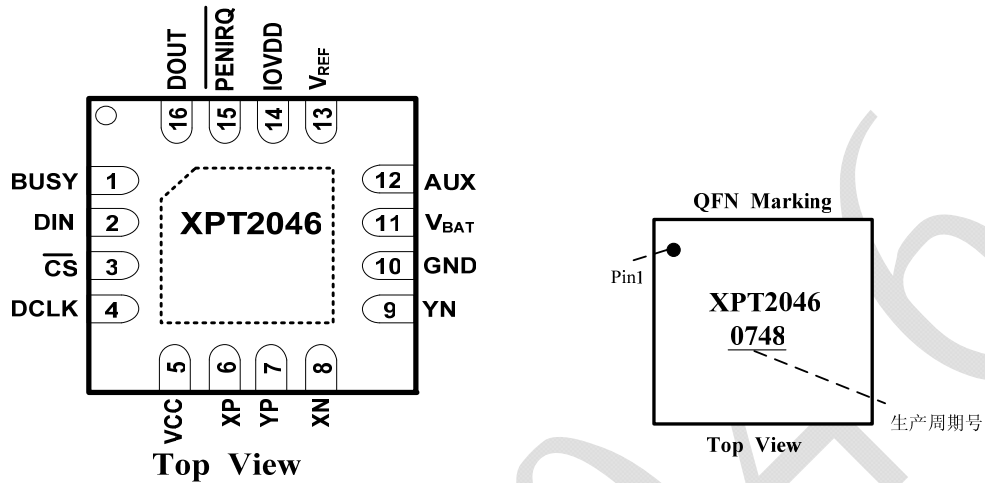 DOUT
PENIRQ
IOVDD
VREF
16
15
14
13
BUSY 1
DIN 2
CS 3
DCLK 4
XPT2046
12 AUX
11 VBAT
10 GND
9 YN
5
6
7
8
VCC
XP
YP
XN
Top View
QFN Marking
Pin1
XPT2046
0748
生产周期号
Top View